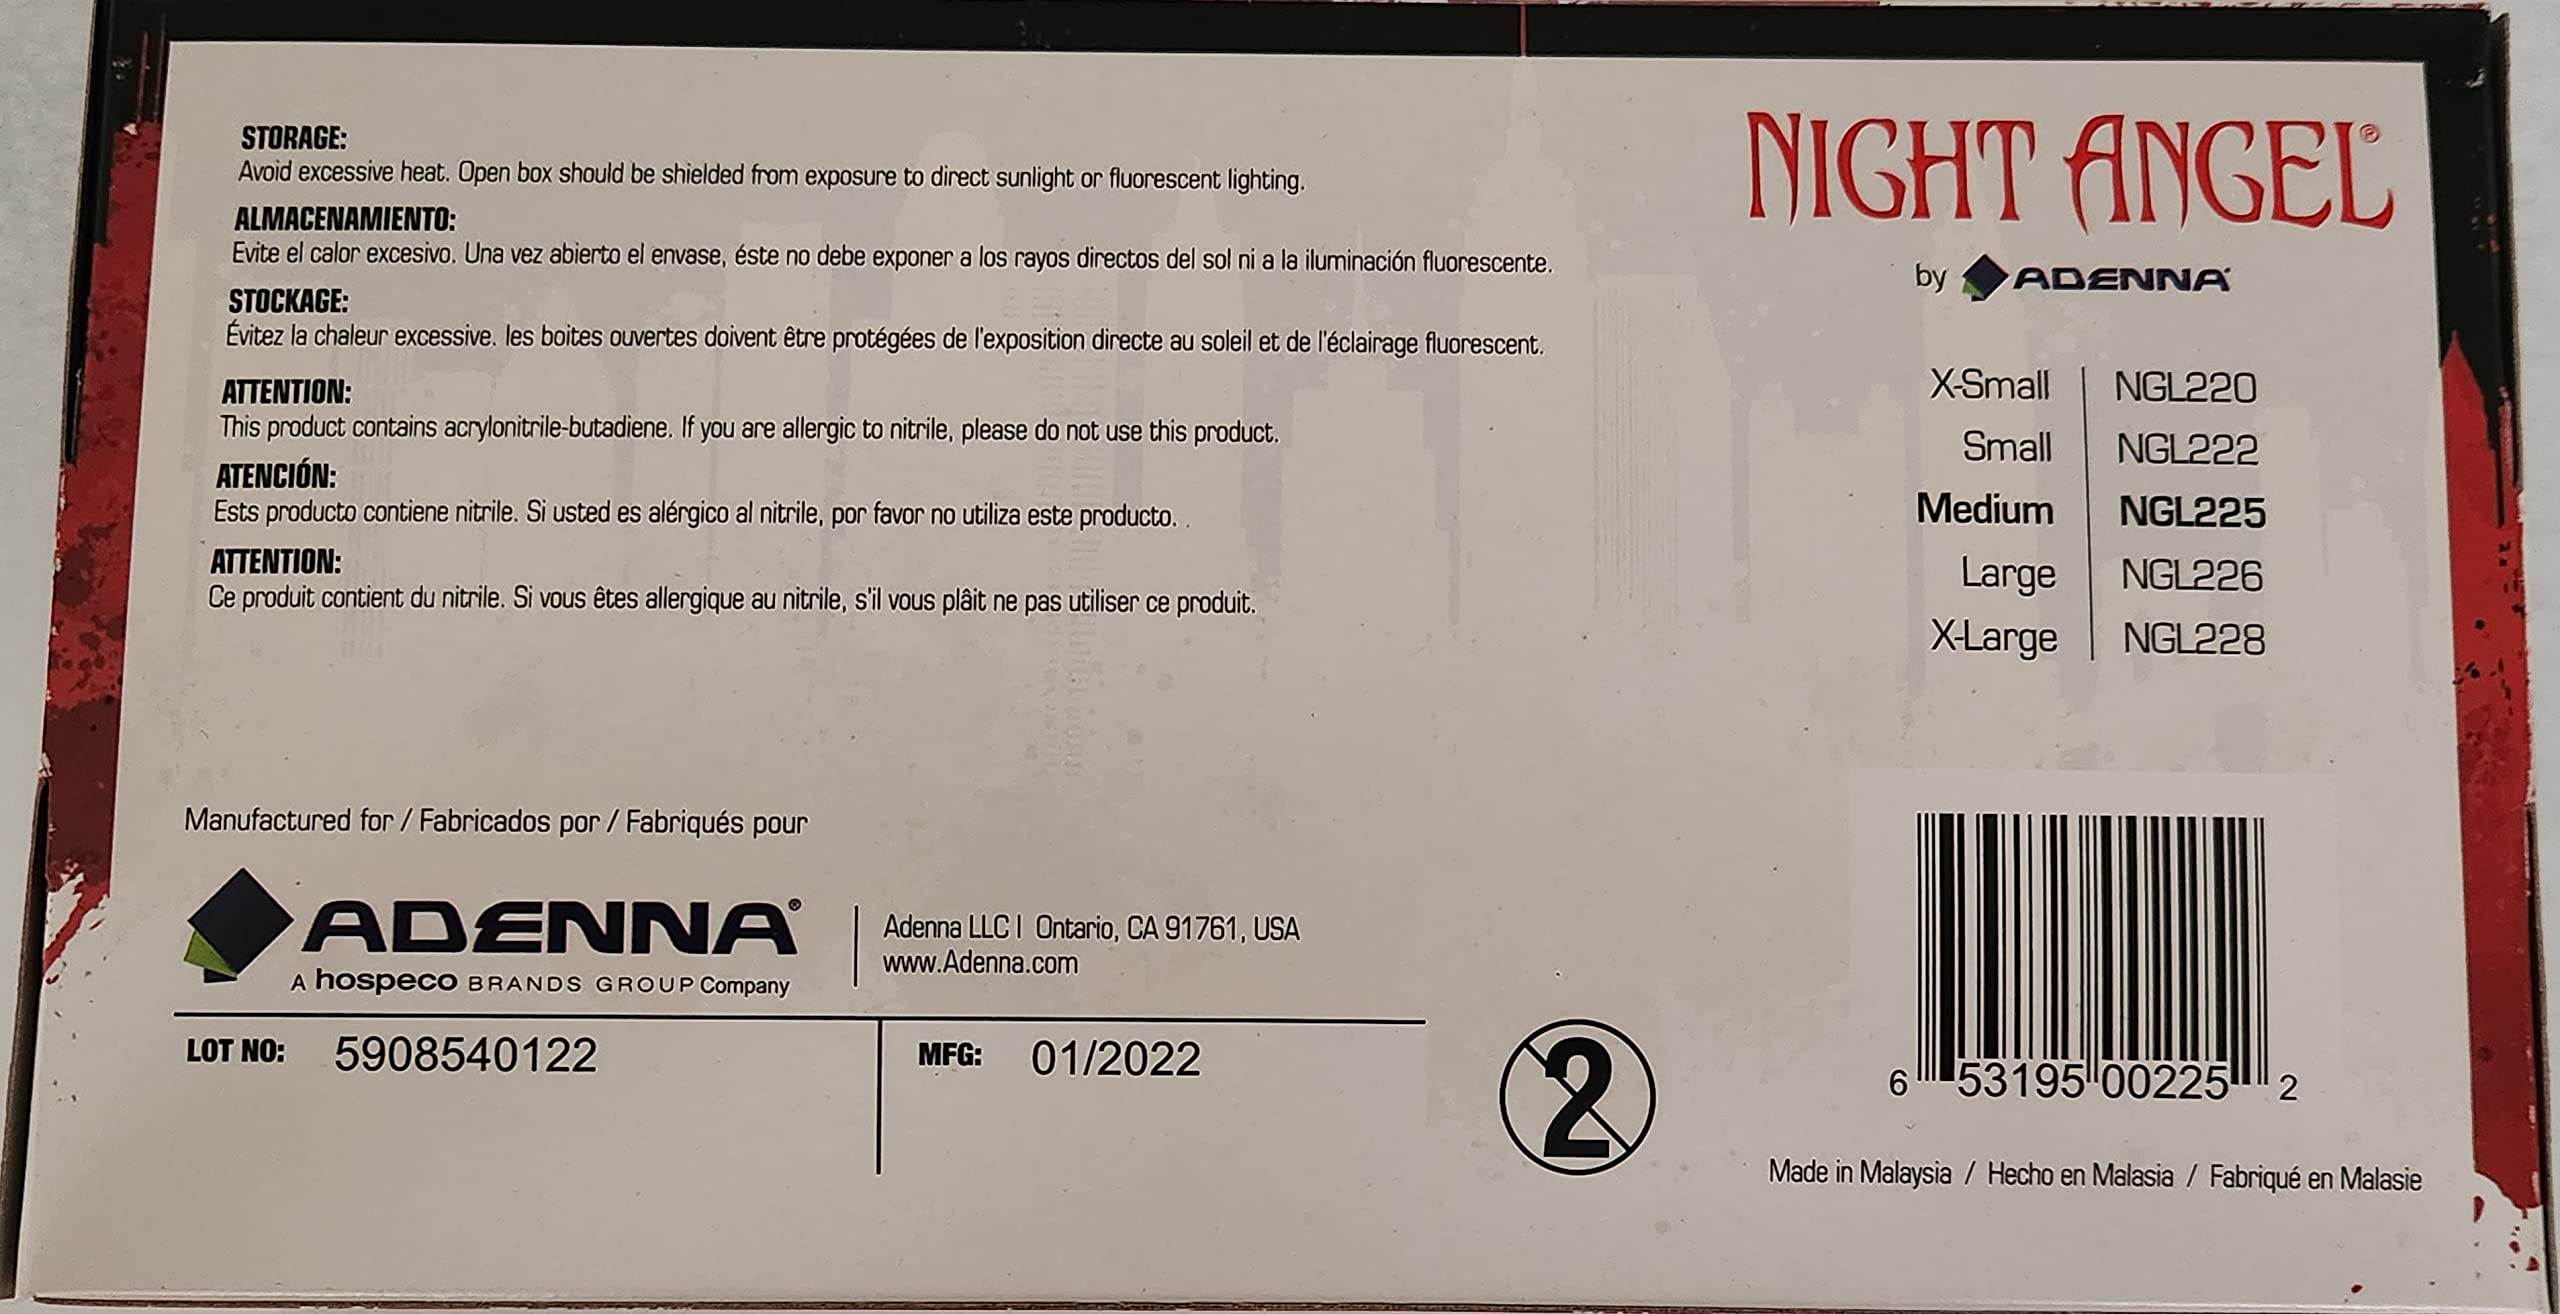 STORAGE:
Avoid excessive heat. Open box should be shielded from exposure to direct sunlight or fluorescent lighting.
ALMACENAMIENTO:
Evite el calor excesivo. Una vez abierto el envase, éste no debe exponer a los rayos directos del sol ni a la iluminación fluorescente.
STOCKAGE:
Évitez la chaleur excessive. les boites ouvertes doivent être protégées de l'exposition directe au soleil et de l'éclairage fluorescent.
ATTENTION:
This product contains acrylonitrile-butadiene. If you are allergic to nitrile, please do not use this product.
ATENCIÓN:
Ests producto contiene nitrile. Si usted es alérgico al nitrile, por favor no utiliza este producto. .
ATTENTION:
Ce produit contient du nitrile. Si vous êtes allergique au nitrile, s'il vous plâit ne pas utiliser ce produit.
NIGHT ANGEL®
by ADENNA
X-Small | NGL220
Small | NGL222
Medium | NGL225
Large | NGL226
X-Large | NGL228
Manufactured for / Fabricados por / Fabriqués pour
ADENNA®
A hospeco BRANDS GROUP Company
Adenna LLC | Ontario, CA 91761, USA
www.Adenna.com
LOT NO: 5908540122
MFG: 01/2022
2
6 53195 00225 2
Made in Malaysia / Hecho en Malasia / Fabriqué en Malasie